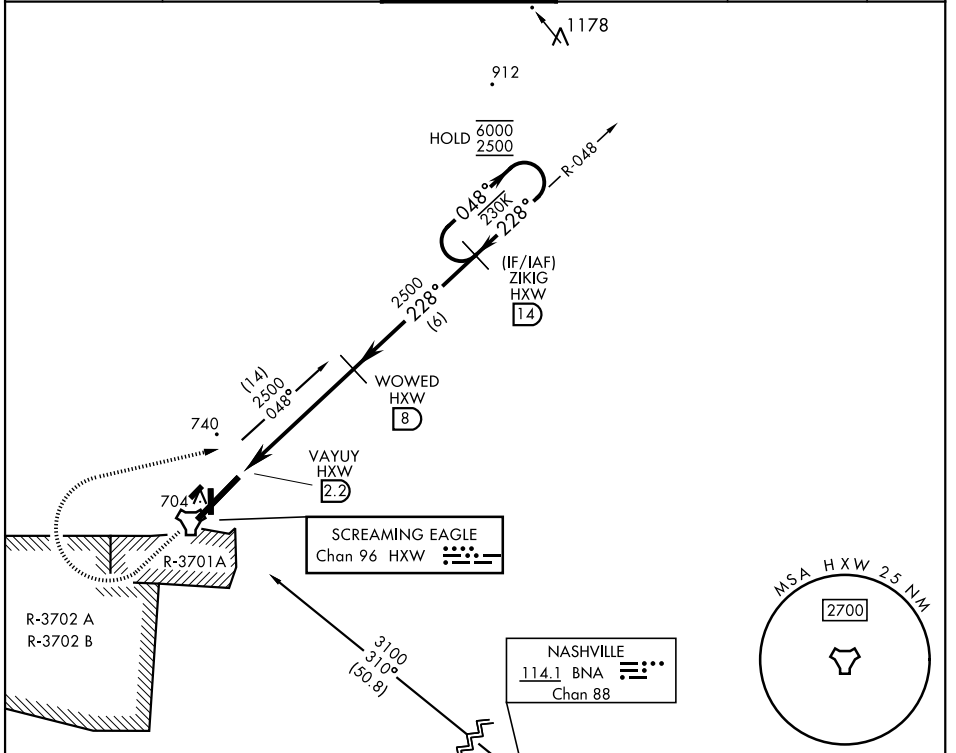 1178
912
HOLD 6000
2500
R-048
048°
230K
228°
(IF/IAF)
ZIKIG
HXW
14
2500
228°
(6)
WOWED
HXW
8
(14)
2500
048°
740
VAYUY
HXW
2.2
704
SCREAMING EAGLE
Chan 96 HXW
R-3701A
R-3702 A
R-3702 B
3100
310°
(50.8)
NASHVILLE
114.1 BNA
Chan 88
MSA HXW 25 NM
2700